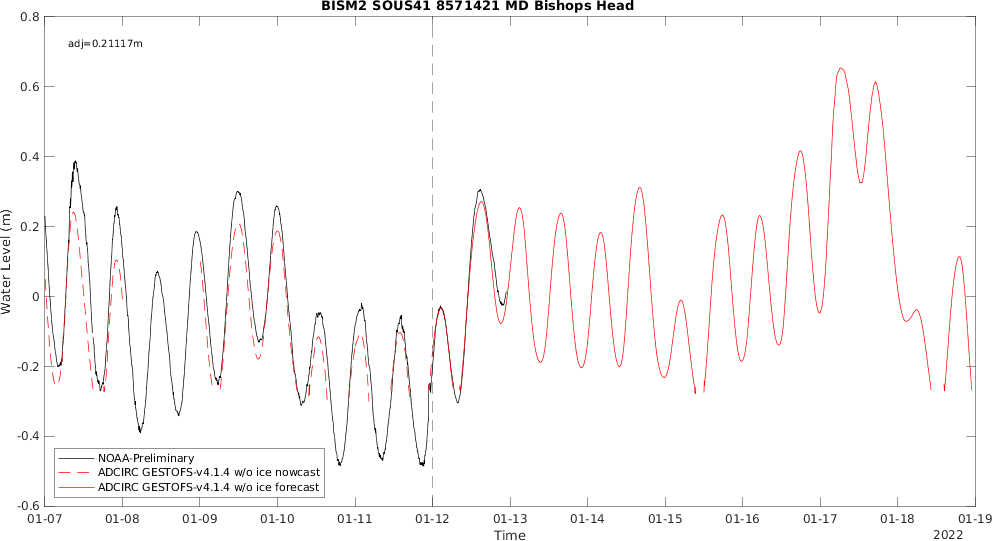 BISM2 SOUS41 8571421 MD Bishops Head
adj=0.21117m
0.8
0.6
0.4
0.2
0
-0.2
-0.4
-0.6
Water Level (m)
NOAA-Preliminary
ADCIRC GESTOFS-v4.1.4 w/o ice nowcast
ADCIRC GESTOFS-v4.1.4 w/o ice forecast
01-07 01-08 01-09 01-10 01-11 01-12 01-13 01-14 01-15 01-16 01-17 01-18 01-19
Time
2022